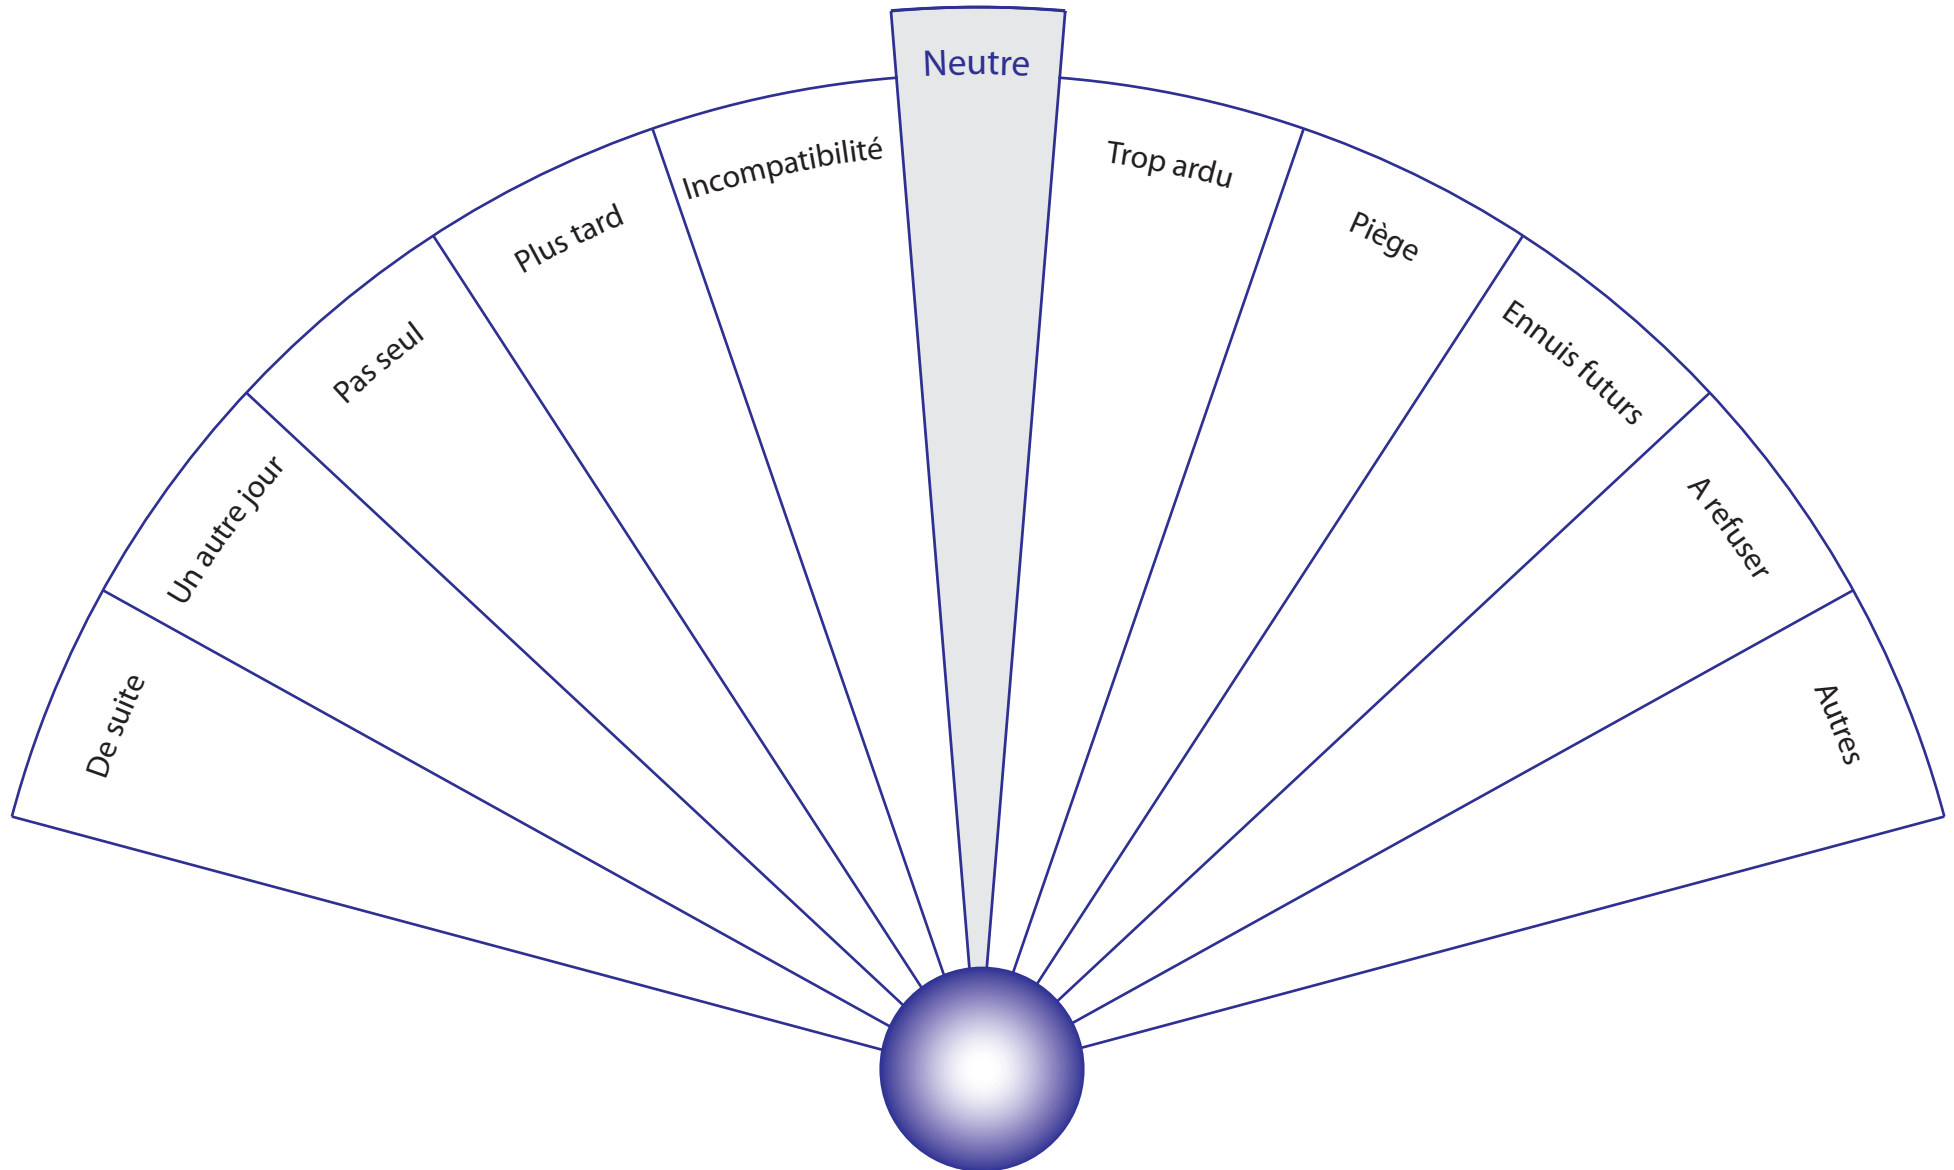 De suite
Un autre jour
Pas seul
Plus tard
Incompatibilité
Neutre
Trop ardu
Piège
Ennuis futurs
A refuser
Autres